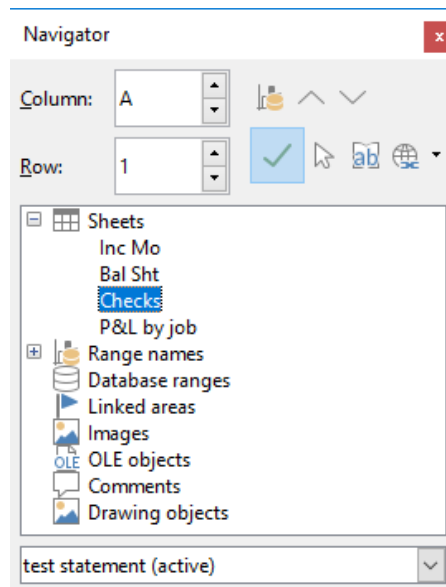 Navigator
x
Column: A
Row: 1
ab
Sheets
Inc Mo
Bal Sht
Checks
P&L by job
Range names
Database ranges
Linked areas
Images
OLE OLE objects
Comments
Drawing objects
test statement (active)